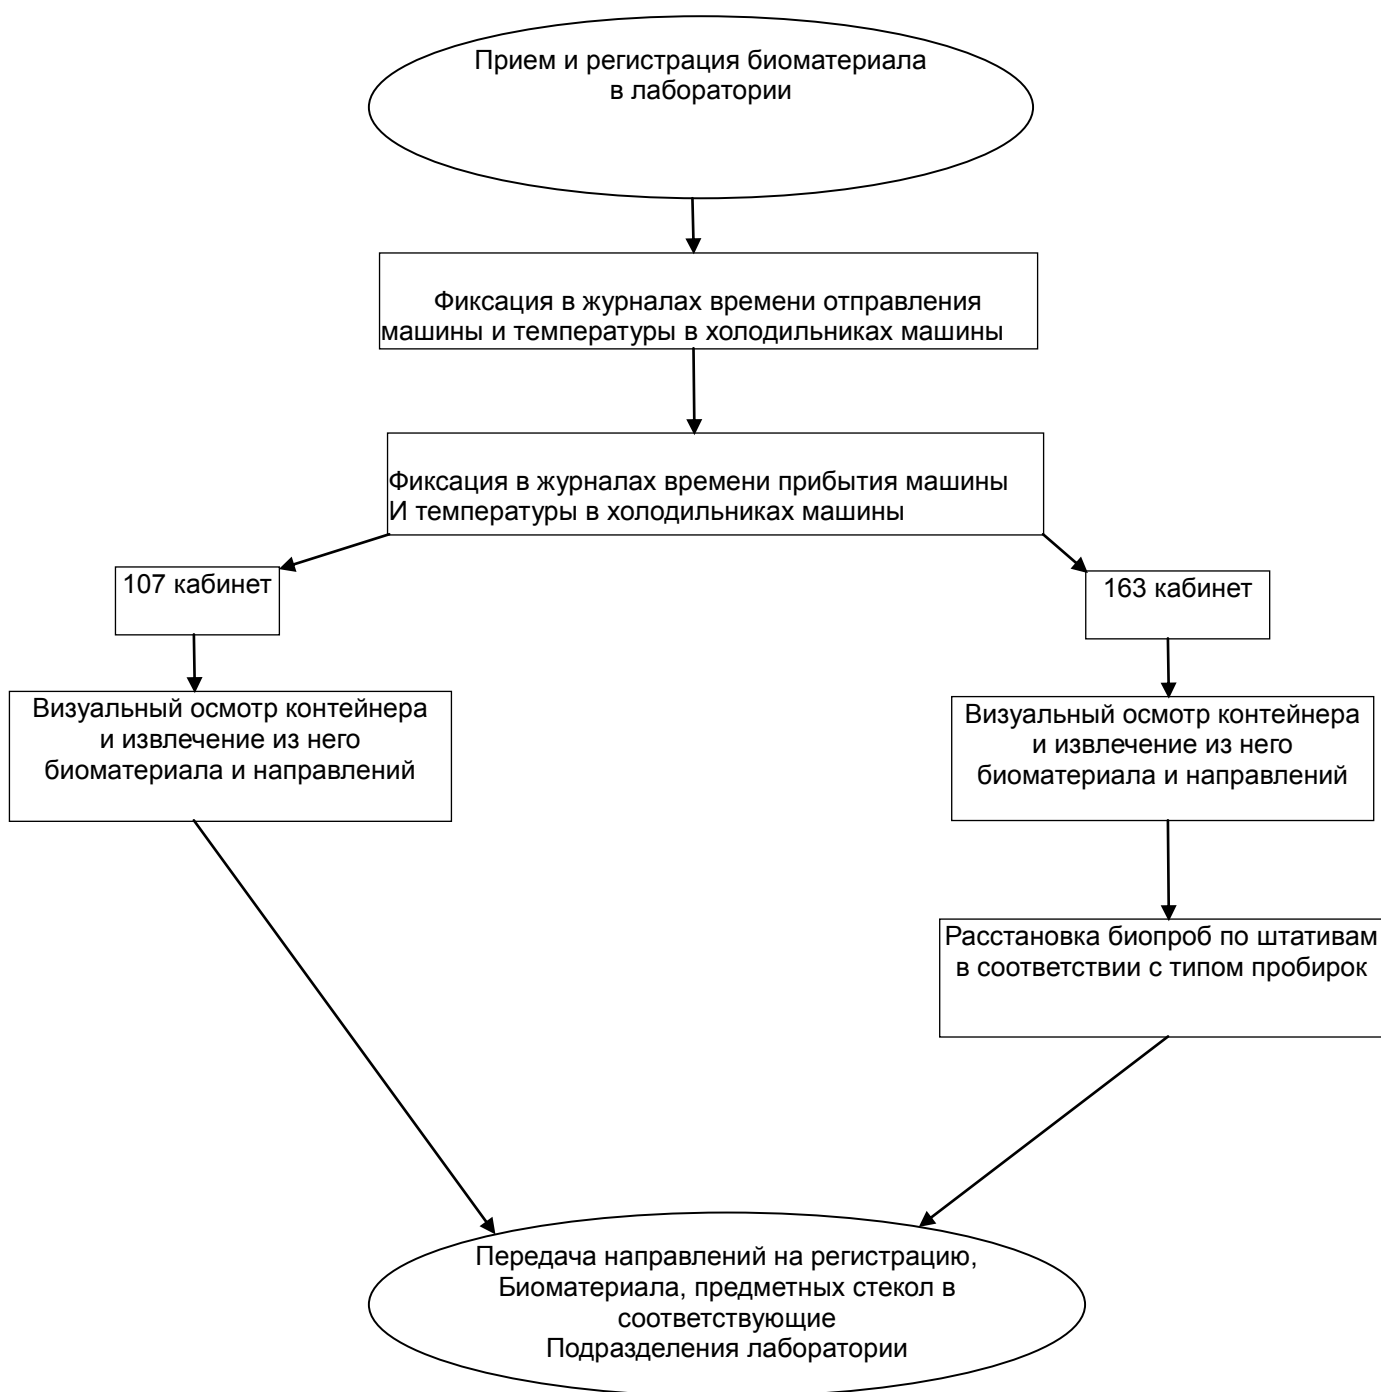 Прием и регистрация биоматериала
в лаборатории
Фиксация в журналах времени отправления
машины и температуры в холодильниках машины
Фиксация в журналах времени прибытия машины
И температуры в холодильниках машины
107 кабинет
163 кабинет
Визуальный осмотр контейнера
и извлечение из него
биоматериала и направлений
Визуальный осмотр контейнера
и извлечение из него
биоматериала и направлений
Расстановка биопроб по штативам
в соответствии с типом пробирок
Передача направлений на регистрацию,
Биоматериала, предметных стекол в
соответствующие
Подразделения лаборатории